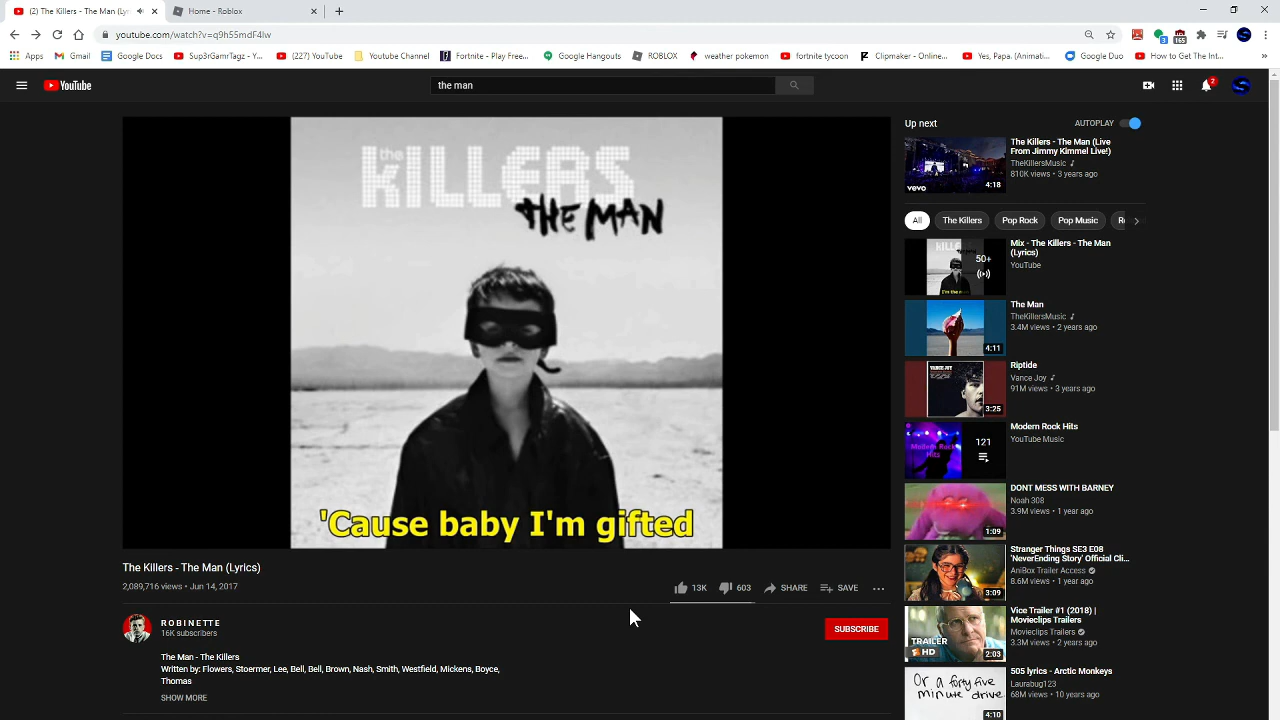 (2) The Killers - The Man (Ly
Home - Roblox
youtube.com/watch?v=q9h55mdF4lw
Apps
Gmail
Google Docs
Sup3rGamrTagz - Y...
(227) YouTube
Youtube Channel
Fortnite - Play Free...
Google Hangouts
ROBLOX
weather pokemon
fortnite tycoon
Clipmaker - Online...
Yes, Papa. (Animati...
Google Duo
How to Get The Int...
3
165
YouTube
the man
2
the KILLERS
THE MAN
'Cause baby I'm gifted
The Killers - The Man (Lyrics)
2,089,716 views • Jun 14, 2017
13K
603
SHARE
SAVE
R O B I N E T T E
16K subscribers
SUBSCRIBE
The Man - The Killers
Written by: Flowers, Stoermer, Lee, Bell, Bell, Brown, Nash, Smith, Westfield, Mickens, Boyce,
Thomas
SHOW MORE
Up next
AUTOPLAY
vevo
4:18
The Killers - The Man (Live
From Jimmy Kimmel Live!)
TheKillersMusic
810K views • 3 years ago
All
The Killers
Pop Rock
Pop Music
KILLE
50+
I'm the
Mix - The Killers - The Man
(Lyrics)
YouTube
4:11
The Man
TheKillersMusic
3.4M views • 2 years ago
VANCE JOY
3:25
Riptide
Vance Joy
91M views • 3 years ago
Modern Rock
Hits
121
Modern Rock Hits
YouTube Music
1:09
DONT MESS WITH BARNEY
Noah 308
3.9M views • 1 year ago
3:09
Stranger Things SE3 E08
'NeverEnding Story' Official Cli...
AniBox Trailer Access
8.6M views • 1 year ago
TRAILER
HD
2:03
Vice Trailer #1 (2018) |
Movieclips Trailers
Movieclips Trailers
3.3M views • 2 years ago
Or a forty five
minute drive
4:10
505 lyrics - Arctic Monkeys
Laurabug123
68M views • 10 years ago